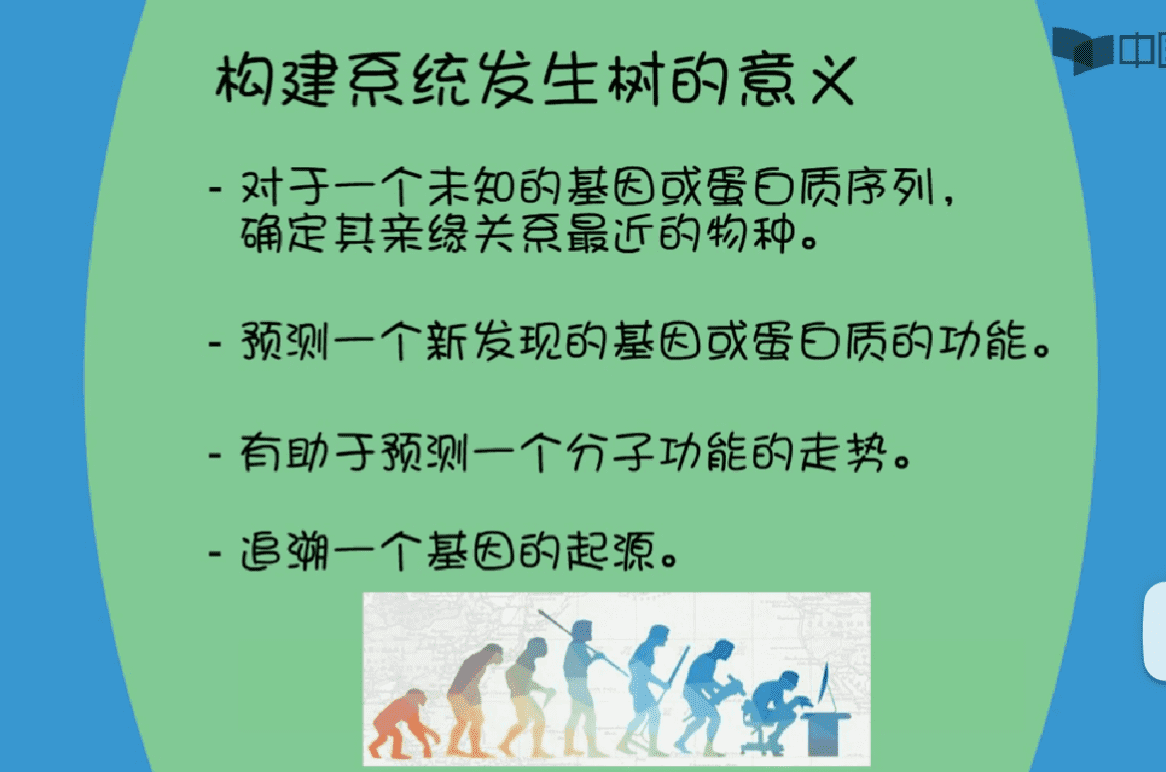 构建系统发生树的意义
- 对于一个未知的基因或蛋白质序列，
确定其亲缘关系最近的物种。
- 预测一个新发现的基因或蛋白质的功能。
- 有助于预测一个分子功能的走势。
- 追溯一个基因的起源。
中